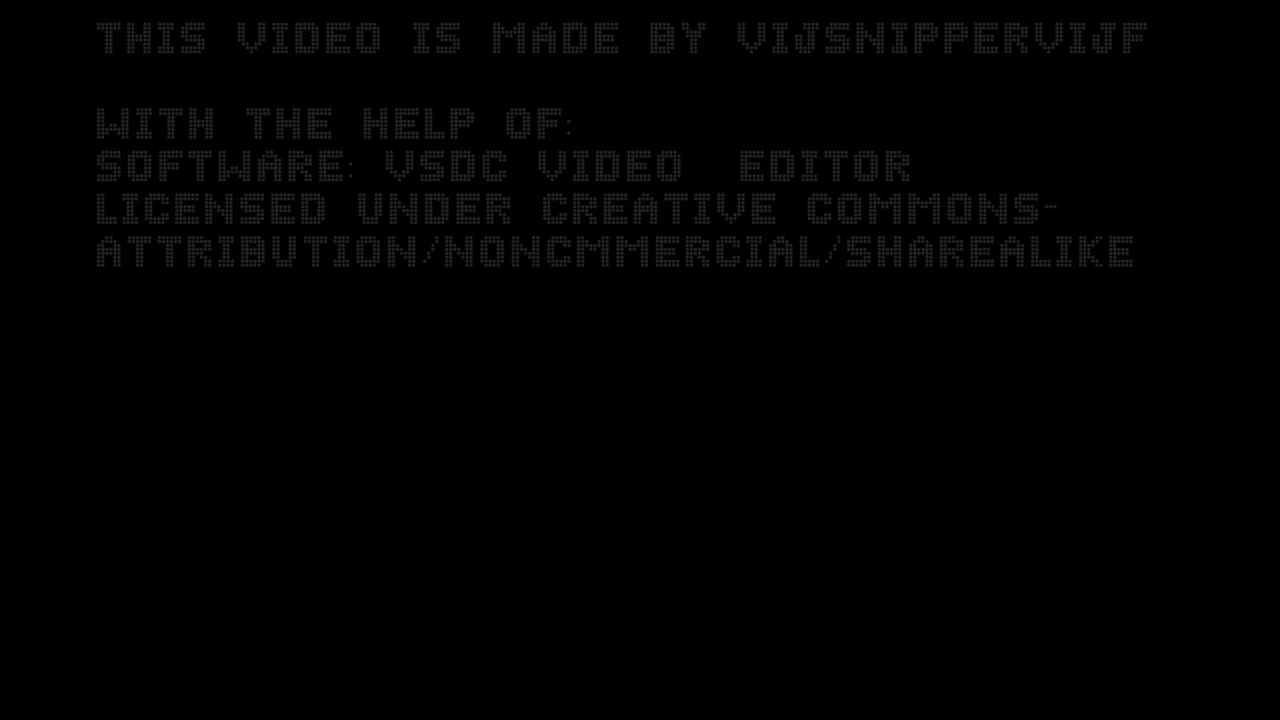 THIS VIDEO IS MADE BY VIJSNIPPERVIJF
WITH THE HELP OF:
SOFTWARE: VSDC VIDEO  EDITOR
LICENSED UNDER CREATIVE COMMONS-
ATTRIBUTION/NONCMMERCIAL/SHAREALIKE